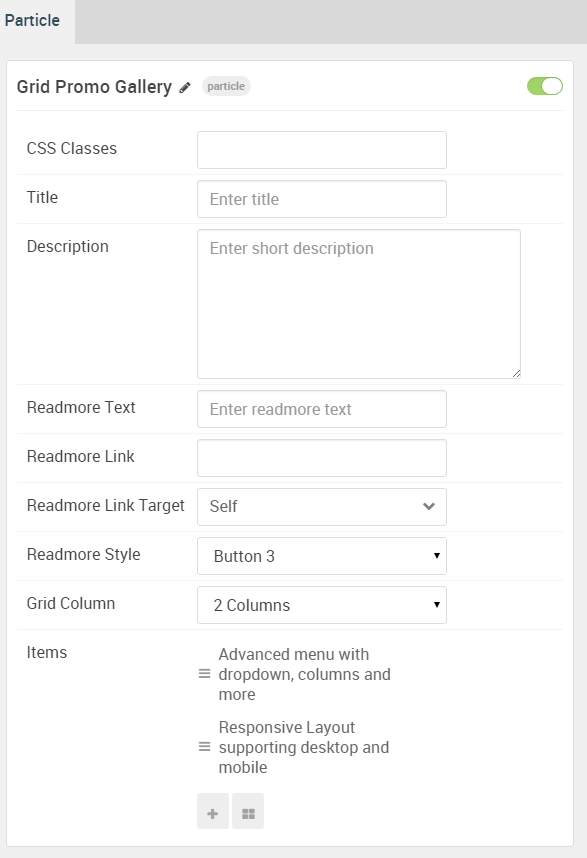 Particle
Grid Promo Gallery particle
CSS Classes
Title Enter title
Description Enter short description
Readmore Text Enter readmore text
Readmore Link
Readmore Link Target Self
Readmore Style Button 3
Grid Column 2 Columns
Items
Advanced menu with
dropdown, columns and
more
Responsive Layout
supporting desktop and
mobile